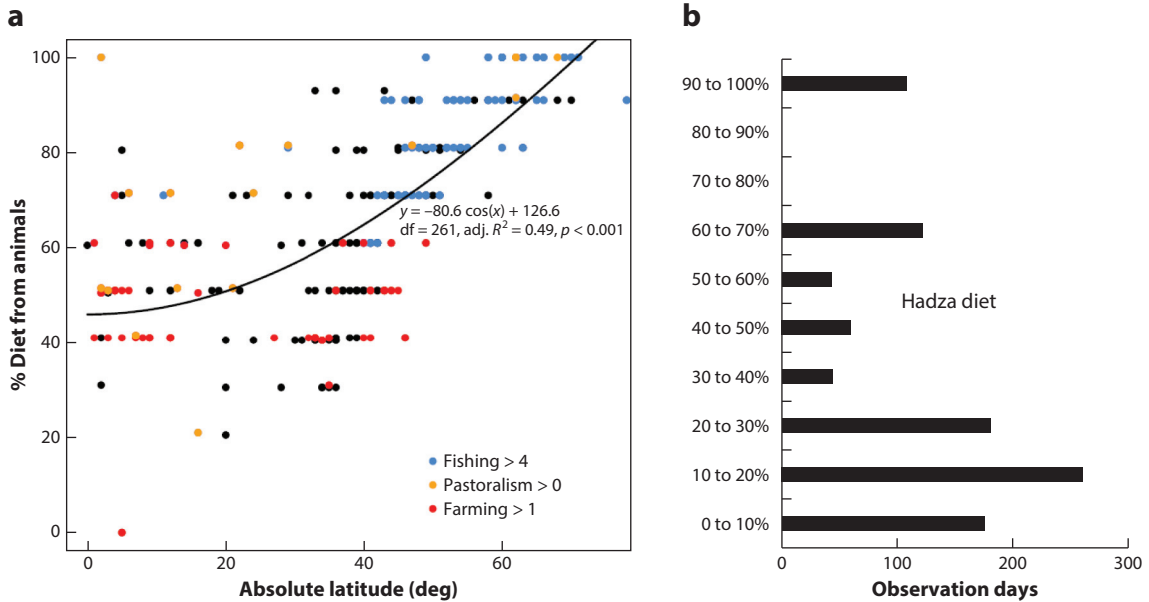 a
100
80
60
40
20
0
% Diet from animals
y = –80.6 cos(x) + 126.6
df = 261, adj. R² = 0.49, p < 0.001
Fishing > 4
Pastoralism > 0
Farming > 1
0 20 40 60
Absolute latitude (deg)
b
90 to 100%
80 to 90%
70 to 80%
60 to 70%
50 to 60%
Hadza diet
40 to 50%
30 to 40%
20 to 30%
10 to 20%
0 to 10%
0 100 200 300
Observation days